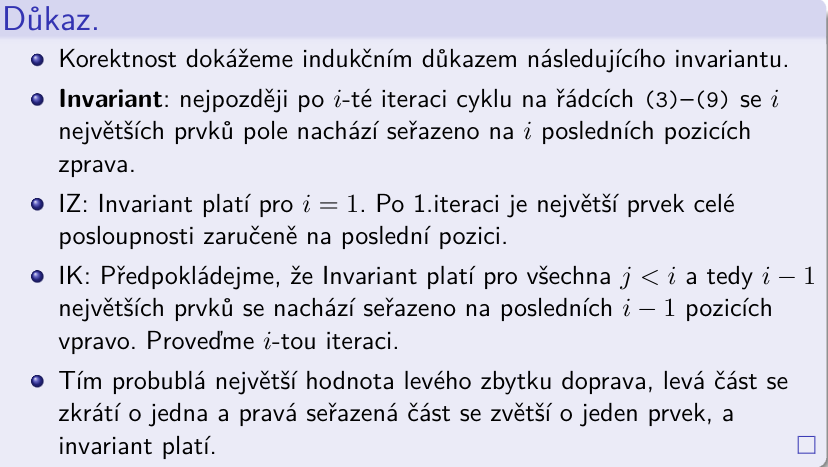 Důkaz.
Korektnost dokážeme indukčním důkazem následujícího invariantu.
Invariant: nejpozději po i-té iteraci cyklu na řádcích (3)–(9) se i
největších prvků pole nachází seřazeno na i posledních pozicích
zprava.
IZ: Invariant platí pro i = 1. Po 1.iteraci je největší prvek celé
posloupnosti zaručeně na poslední pozici.
IK: Předpokládejme, že Invariant platí pro všechna j < i a tedy i − 1
největších prvků se nachází seřazeno na posledních i − 1 pozicích
vpravo. Proveďme i-tou iteraci.
Tím probublá největší hodnota levého zbytku doprava, levá část se
zkrátí o jedna a pravá seřazená část se zvětší o jeden prvek, a
invariant platí.